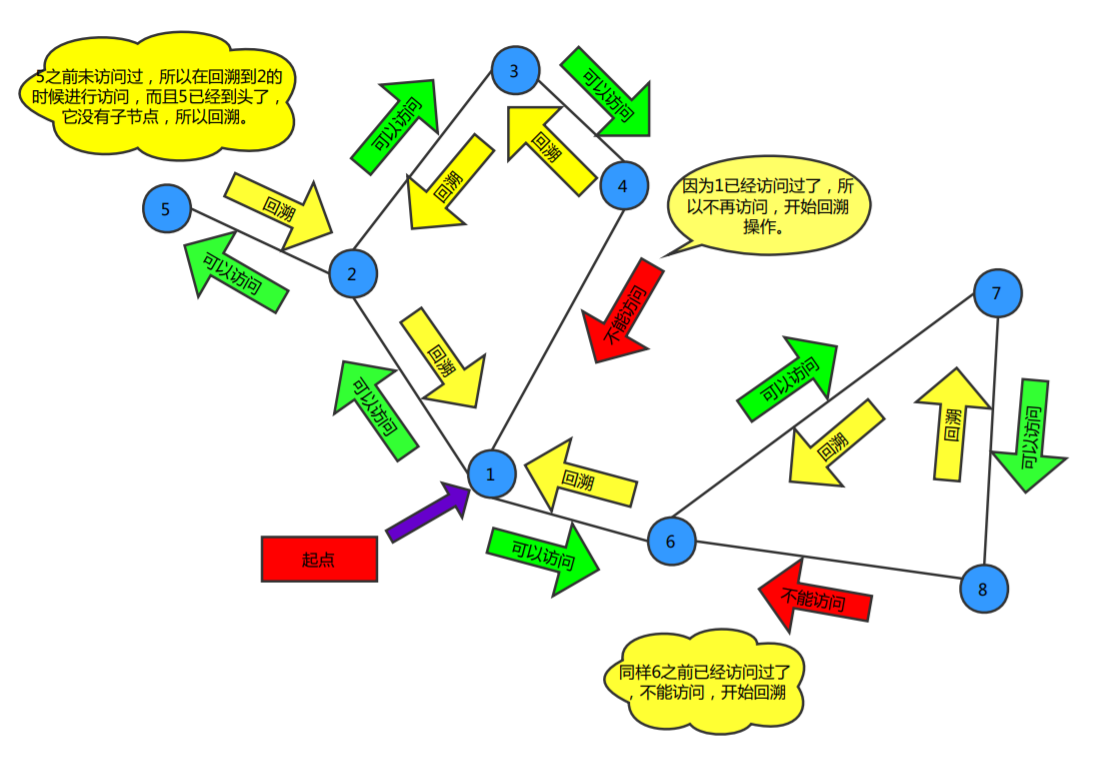 5之前未访问过，所以在回溯到2的
时候进行访问，而且5已经到头了，
它没有子节点，所以回溯。
3
可以访问
可以访问
回溯
回溯
4
因为1已经访问过了，所
以不再访问，开始回溯
操作。
5
回溯
可以访问
2
不能访问
7
回溯
可以访问
可以访问
回溯
回溯
可以访问
1
回溯
起点
可以访问
6
不能访问
8
同样6之前已经访问过了
，不能访问，开始回溯